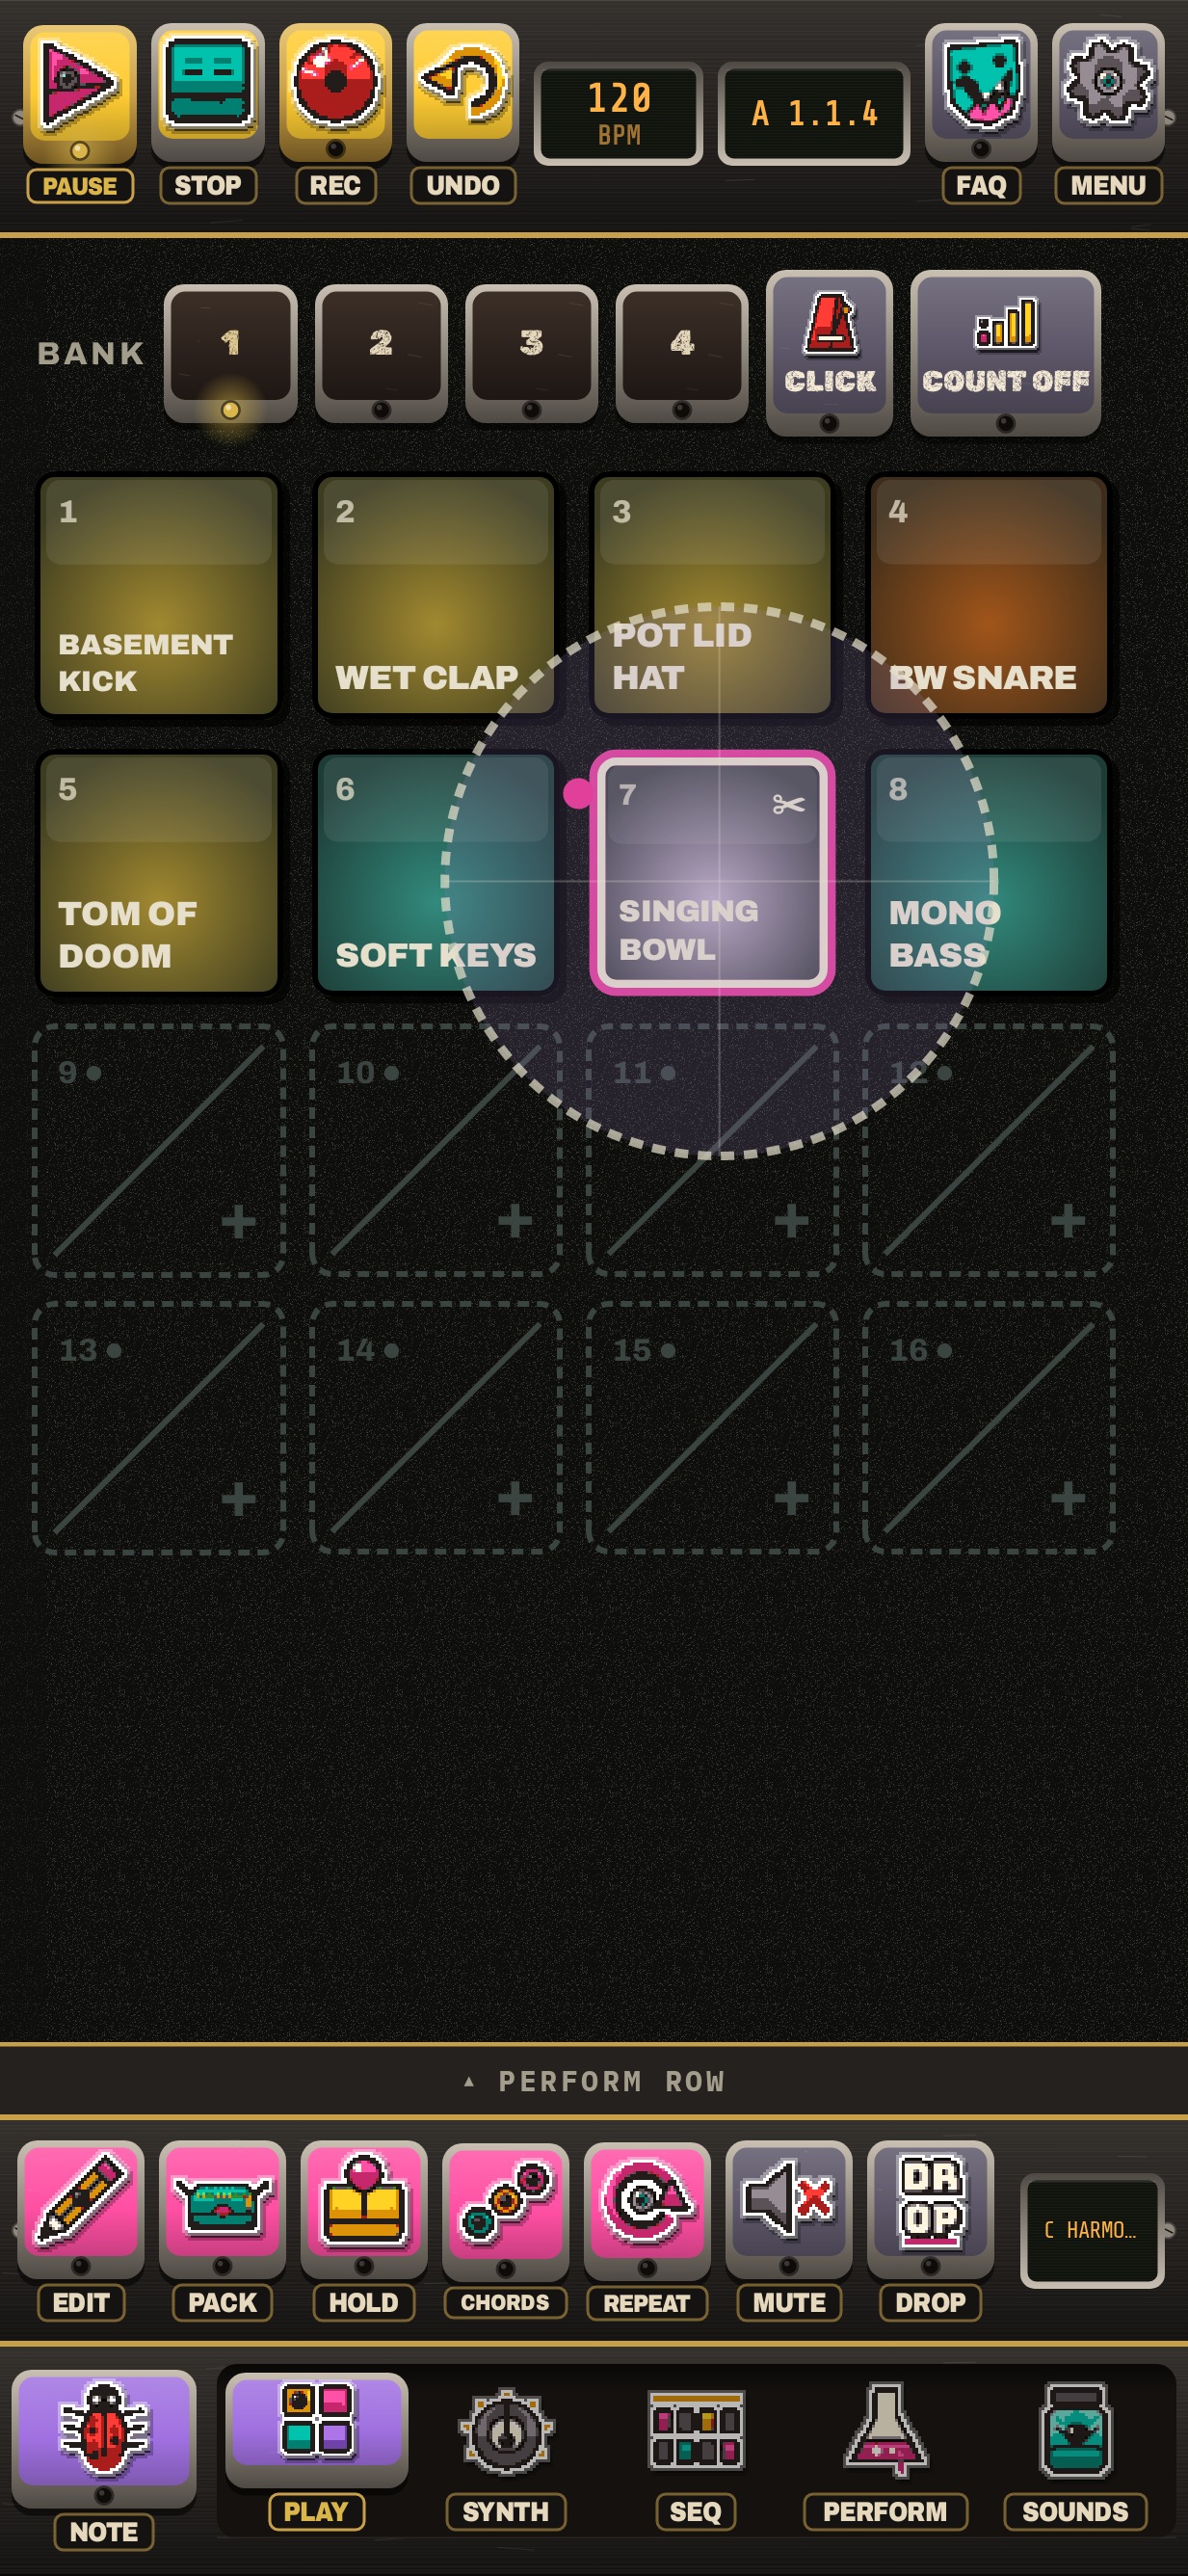 120
BPM
A 1.1.4
PAUSE
STOP
REC
UNDO
FAQ
MENU
BANK
1
2
3
4
CLICK
COUNT OFF
1
BASEMENT
KICK
2
WET CLAP
3
POT LID
HAT
4
BW SNARE
5
TOM OF
DOOM
6
SOFT KEYS
7
SINGING
BOWL
8
MONO
BASS
9
10
11
12
13
14
15
16
▲ PERFORM ROW
DR
OP
C HARMO…
EDIT
PACK
HOLD
CHORDS
REPEAT
MUTE
DROP
NOTE
PLAY
SYNTH
SEQ
PERFORM
SOUNDS